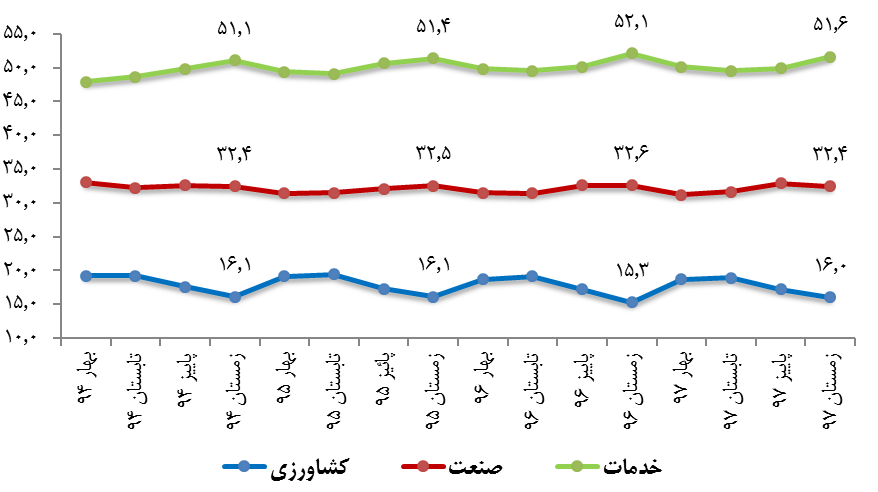 ۵۵,۰
۵۰,۰
۴۵,۰
۴۰,۰
۳۵,۰
۳۰,۰
۲۵,۰
۲۰,۰
۱۵,۰
۱۰,۰
۵۱,۱ ۵۱,۴ ۵۲,۱ ۵۱,۶
۳۲,۴ ۳۲,۵ ۳۲,۶ ۳۲,۴
۱۶,۱ ۱۶,۱ ۱۵,۳ ۱۶,۰
بهار ۹۴
تابستان ۹۴
پاییز ۹۴
زمستان ۹۴
بهار ۹۵
تابستان ۹۵
پائیز ۹۵
زمستان ۹۵
بهار ۹۶
تابستان ۹۶
پاییز ۹۶
زمستان ۹۶
بهار ۹۷
تابستان ۹۷
پاییز ۹۷
زمستان ۹۷
کشاورزی صنعت خدمات